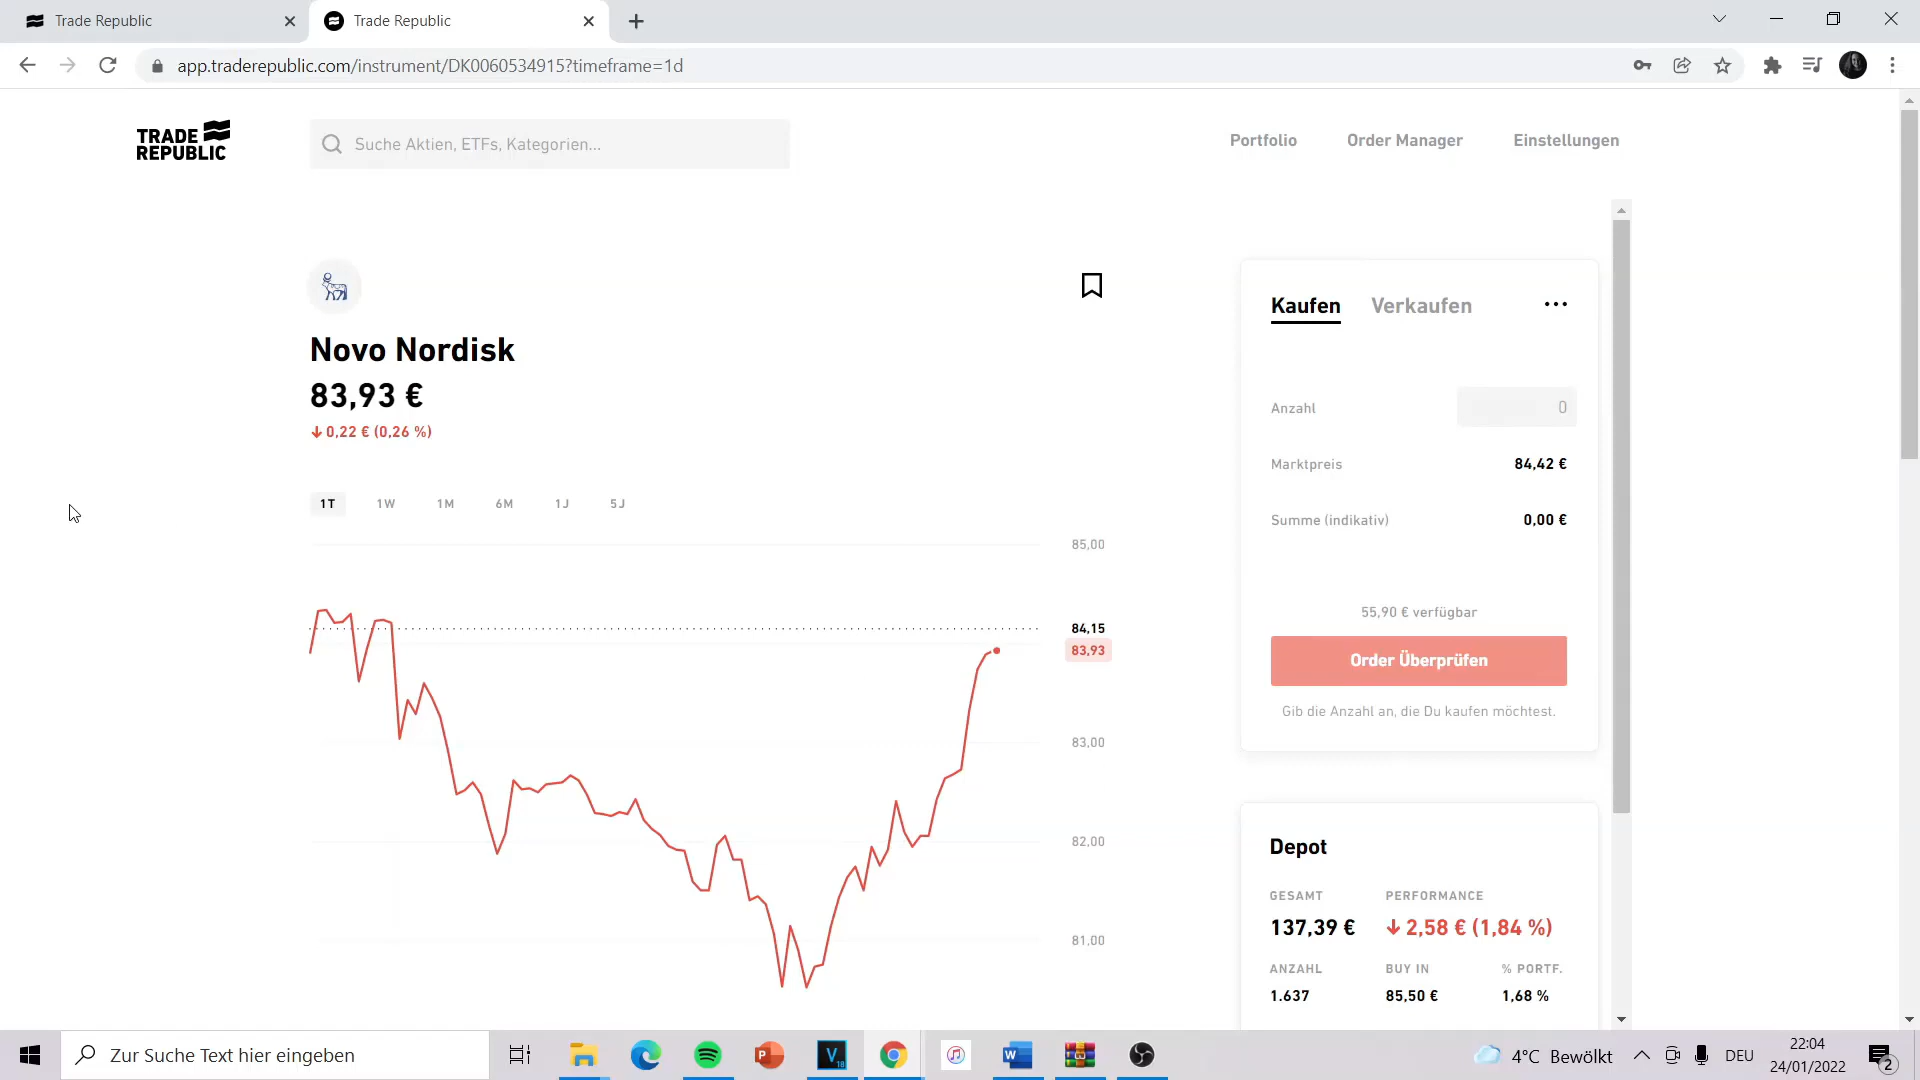 Trade Republic
Trade Republic
app.traderepublic.com/instrument/DK0060534915?timeframe=1d
TRADE
REPUBLIC
Suche Aktien, ETFs, Kategorien...
Portfolio
Order Manager
Einstellungen
Novo Nordisk
83,93 €
0,22 € (0,26 %)
1T
1W
1M
6M
1J
5J
85,00
84,15
83,93
83,00
82,00
81,00
Kaufen
Verkaufen
Anzahl
0
Marktpreis
84,42 €
Summe (indikativ)
0,00 €
55,90 € verfügbar
Order Überprüfen
Gib die Anzahl an, die Du kaufen möchtest.
Depot
GESAMT
PERFORMANCE
137,39 €
2,58 € (1,84 %)
ANZAHL
BUY IN
% PORTF.
1.637
85,50 €
1,68 %
Zur Suche Text hier eingeben
4°C Bewölkt
DEU
22:04
24/01/2022
2